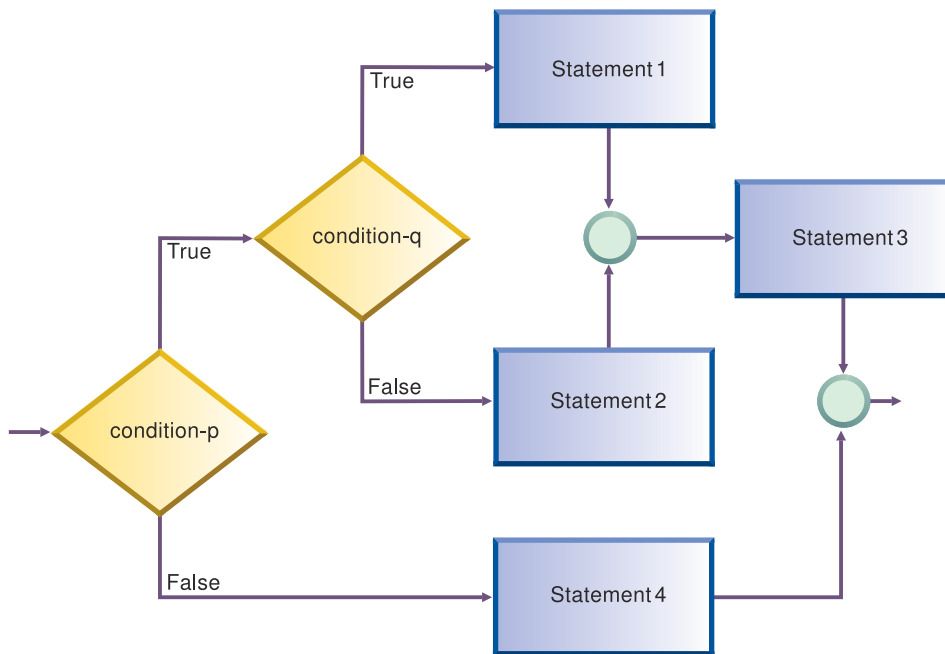 Statement 1
True
condition-q
Statement 3
True
False
Statement 2
condition-p
False
Statement 4